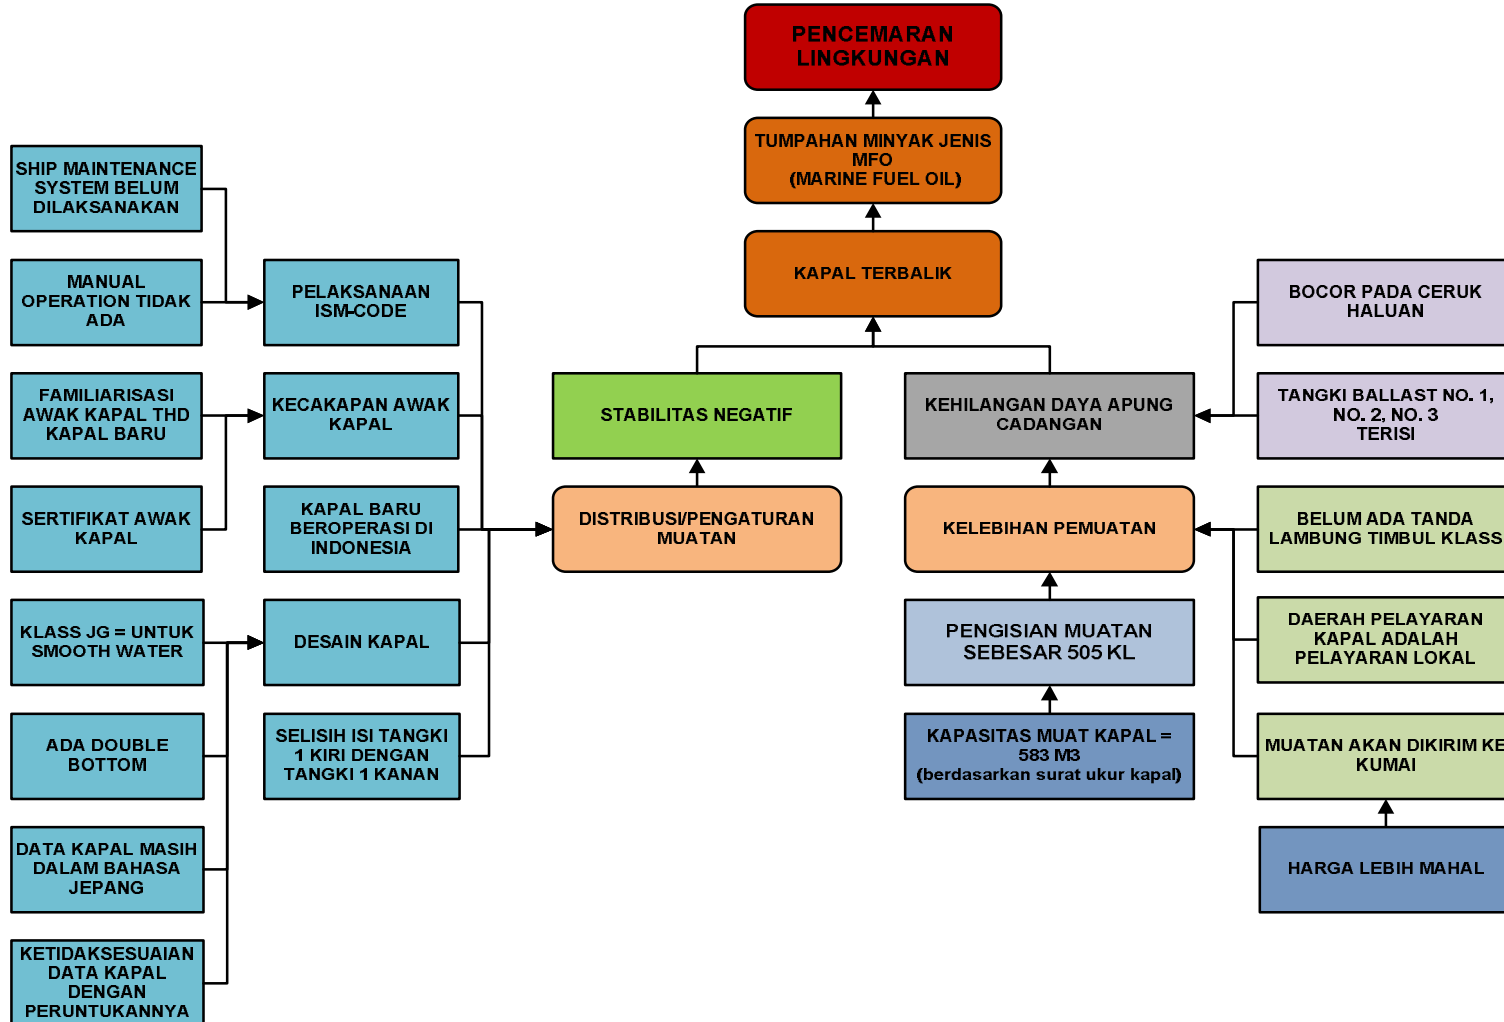 PENCEMARAN
LINGKUNGAN
TUMPAHAN MINYAK JENIS
MFO
(MARINE FUEL OIL)
KAPAL TERBALIK
SHIP MAINTENANCE
SYSTEM BELUM
DILAKSANAKAN
MANUAL
OPERATION TIDAK
ADA
PELAKSANAAN
ISM-CODE
BOCOR PADA CERUK
HALUAN
FAMILIARISASI
AWAK KAPAL THD
KAPAL BARU
KECAKAPAN AWAK
KAPAL
STABILITAS NEGATIF
KEHILANGAN DAYA APUNG
CADANGAN
TANGKI BALLAST NO. 1,
NO. 2, NO. 3
TERISI
SERTIFIKAT AWAK
KAPAL
KAPAL BARU
BEROPERASI DI
INDONESIA
DISTRIBUSI/PENGATURAN
MUATAN
KELEBIHAN PEMUATAN
BELUM ADA TANDA
LAMBUNG TIMBUL KLASS
KLASS JG = UNTUK
SMOOTH WATER
DESAIN KAPAL
PENGISIAN MUATAN
SEBESAR 505 KL
DAERAH PELAYARAN
KAPAL ADALAH
PELAYARAN LOKAL
ADA DOUBLE
BOTTOM
SELISIH ISI TANGKI
1 KIRI DENGAN
TANGKI 1 KANAN
KAPASITAS MUAT KAPAL =
583 M3
(berdasarkan surat ukur kapal)
MUATAN AKAN DIKIRIM KE
KUMAI
DATA KAPAL MASIH
DALAM BAHASA
JEPANG
HARGA LEBIH MAHAL
KETIDAKSESUAIAN
DATA KAPAL
DENGAN
PERUNTUKANNYA